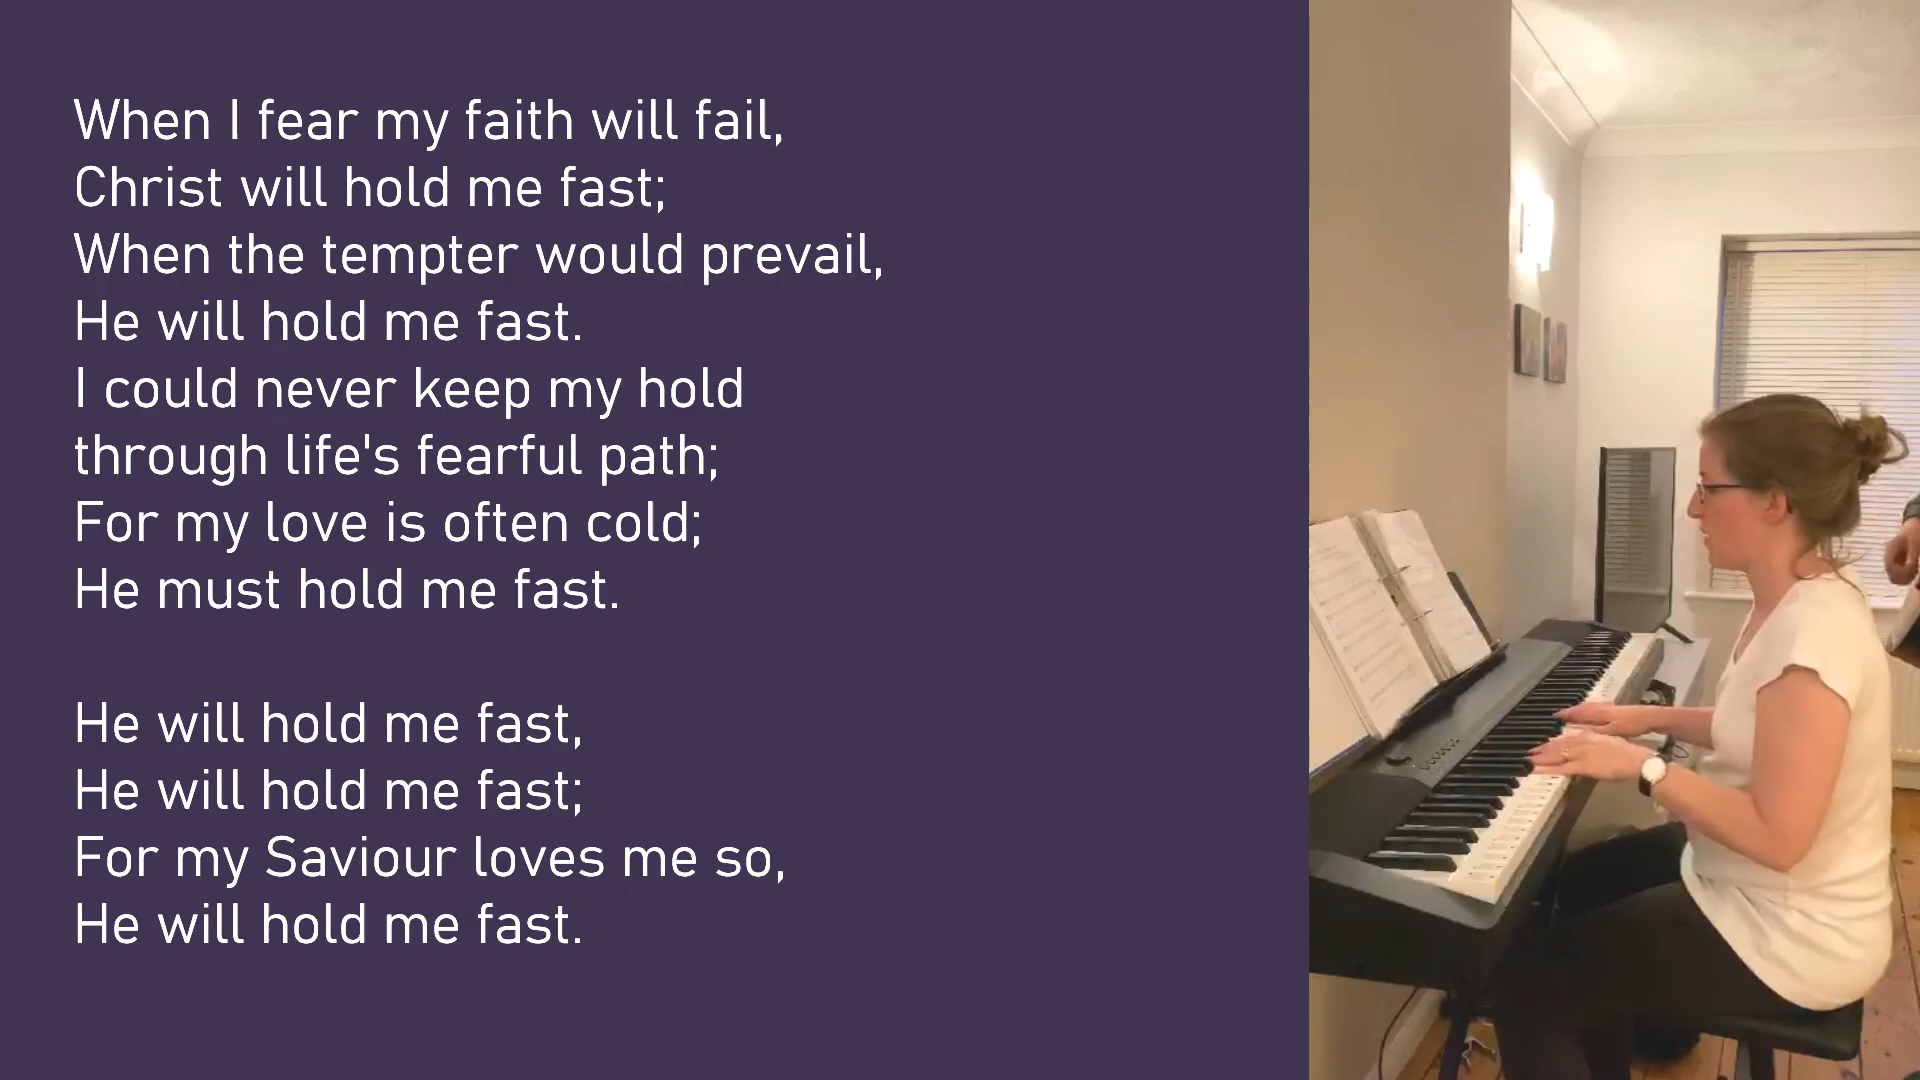 When I fear my faith will fail,
Christ will hold me fast;
When the tempter would prevail,
He will hold me fast.
I could never keep my hold
through life's fearful path;
For my love is often cold;
He must hold me fast.
He will hold me fast,
He will hold me fast;
For my Saviour loves me so,
He will hold me fast.